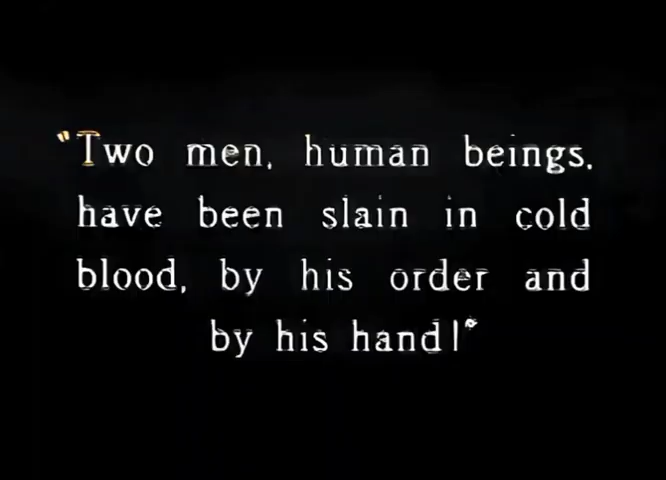 "Two men, human beings,
have been slain in cold
blood, by his order and
by his hand!"